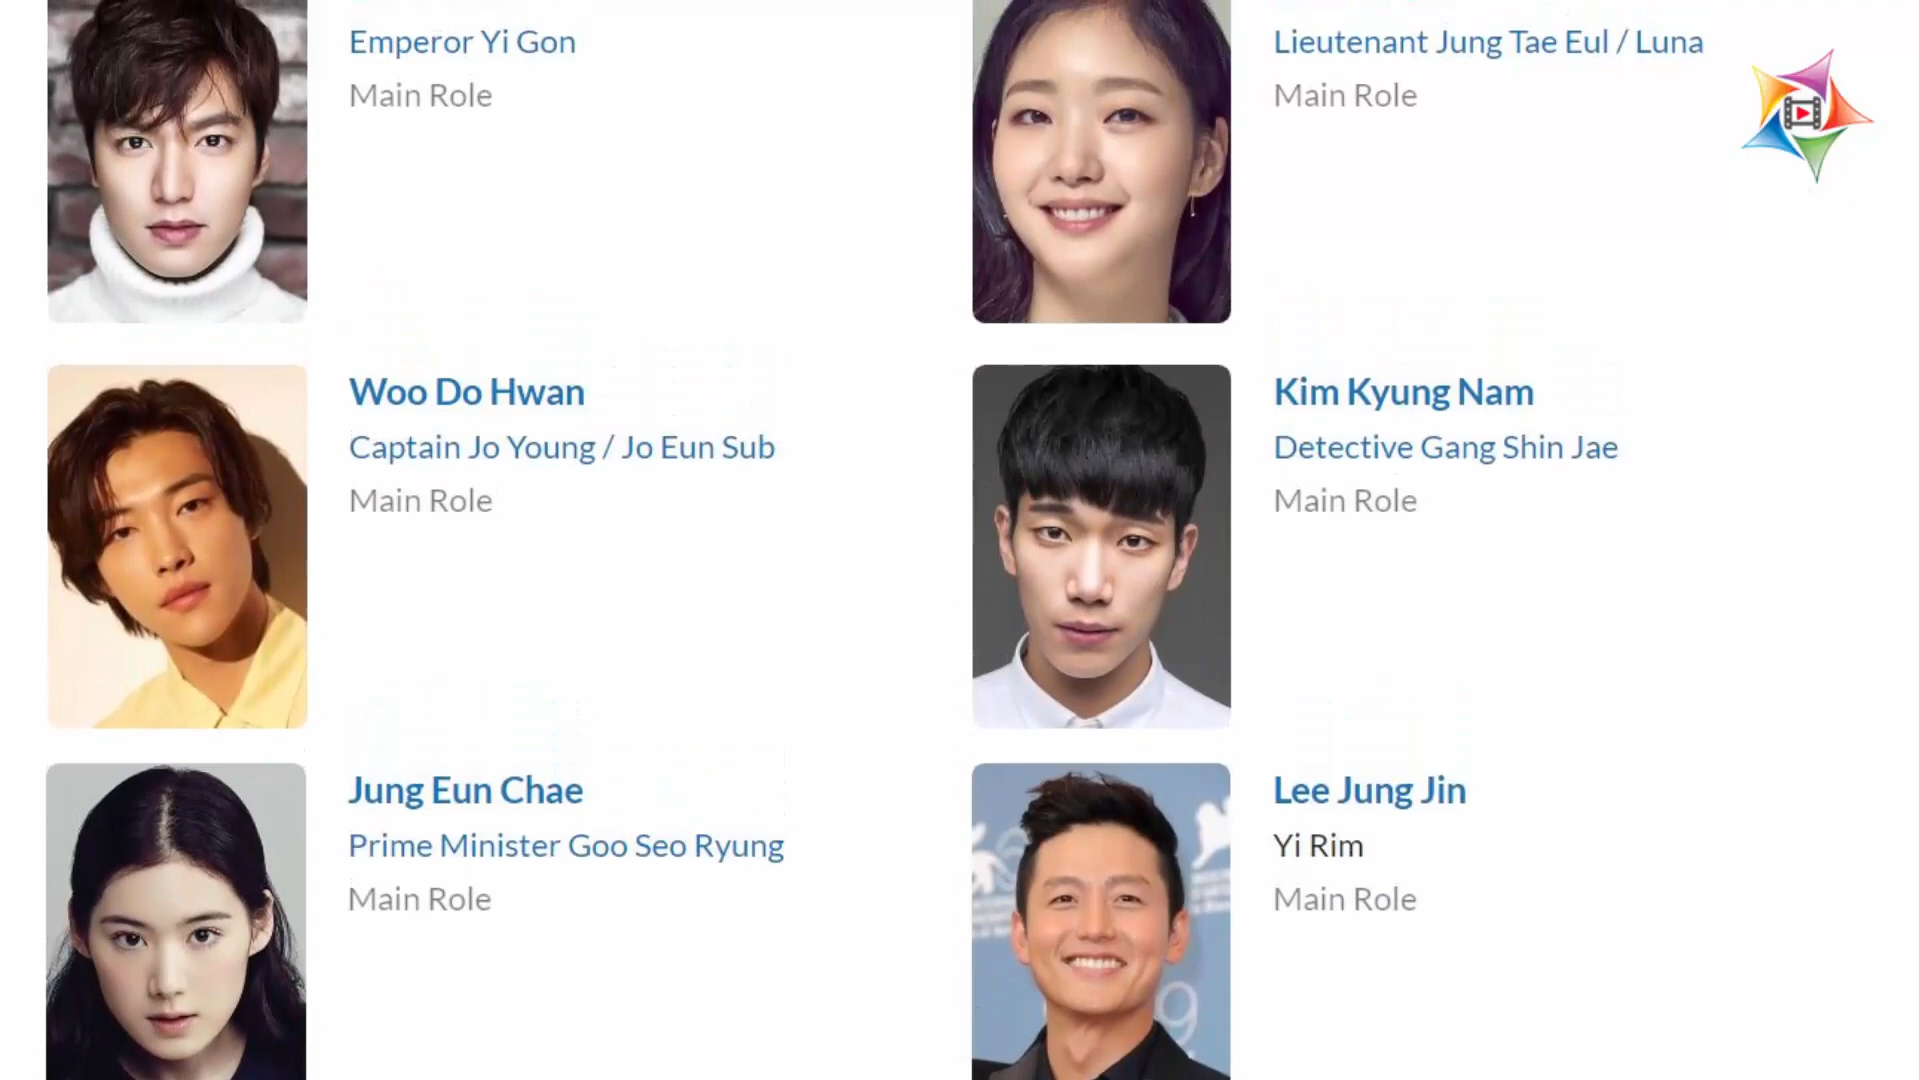 Emperor Yi Gon
Main Role
Lieutenant Jung Tae Eul / Luna
Main Role
Woo Do Hwan
Captain Jo Young / Jo Eun Sub
Main Role
Kim Kyung Nam
Detective Gang Shin Jae
Main Role
Jung Eun Chae
Prime Minister Goo Seo Ryung
Main Role
Lee Jung Jin
Yi Rim
Main Role
9